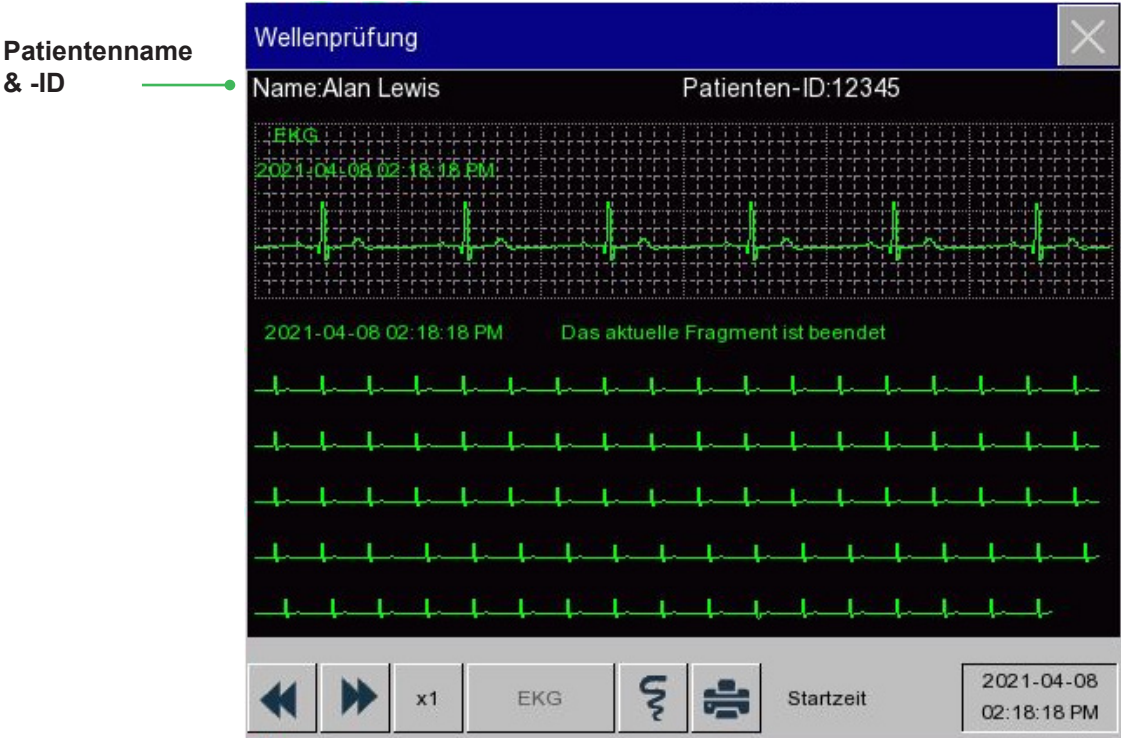 Wellenprüfung
Patientenname
& -ID
Name:Alan Lewis
Patienten-ID:12345
EKG
2021-04-08 02:18:18 PM
2021-04-08 02:18:18 PM
Das aktuelle Fragment ist beendet
x1
EKG
Startzeit
2021-04-08
02:18:18 PM